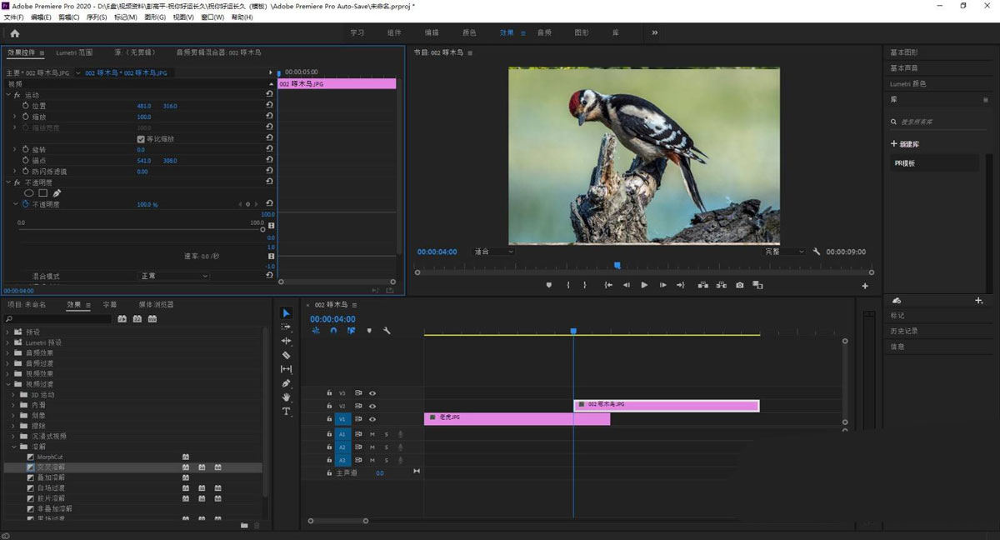 Adobe Premiere Pro 2020 - D:\E盘\视频资料\彭高平-祝你好运长久\祝你好运长久（模板）\Adobe Premiere Pro Auto-Save\未命名.prproj *
文件(F) 编辑(E) 剪辑(C) 序列(S) 标记(M) 图形(G) 视图(V) 窗口(W) 帮助(H)
学习 组件 编辑 颜色 效果 音频 图形 库
效果控件 Lumetri 范围 源:（无剪辑） 音频剪辑混合器: 002 啄木鸟
节目: 002 啄木鸟
主要 * 002 啄木鸟.JPG 002 啄木鸟 * 002 啄木鸟.JPG 00:00:05:00
视频 002 啄木鸟.JPG
fx 运动
位置 481.0 316.0
缩放 100.0
缩放宽度 100.0
等比缩放
旋转 0.0
锚点 541.0 308.0
防闪烁滤镜 0.00
fx 不透明度
不透明度 100.0 %
100.0
0.0 100.0
0.0
1.0
速率: 0.0 /秒
-1.0
混合模式 正常
00:00:04:00
00:00:04:00 适合 完整 00:00:09:00
基本图形
基本声音
Lumetri 颜色
库
搜索所有库
新建库
PR模板
标记
历史记录
信息
项目: 未命名 效果 字幕 媒体浏览器
预设
Lumetri 预设
音频效果
音频过渡
视频效果
视频过渡
3D 运动
内滑
划像
擦除
沉浸式视频
溶解
MorphCut
交叉溶解
叠加溶解
白场过渡
胶片溶解
非叠加溶解
黑场过渡
002 啄木鸟
00:00:04:00
V3
V2 002 啄木鸟.JPG
V1 老虎.JPG
A1 M S
A2 M S
A3 M S
主声道 0.0